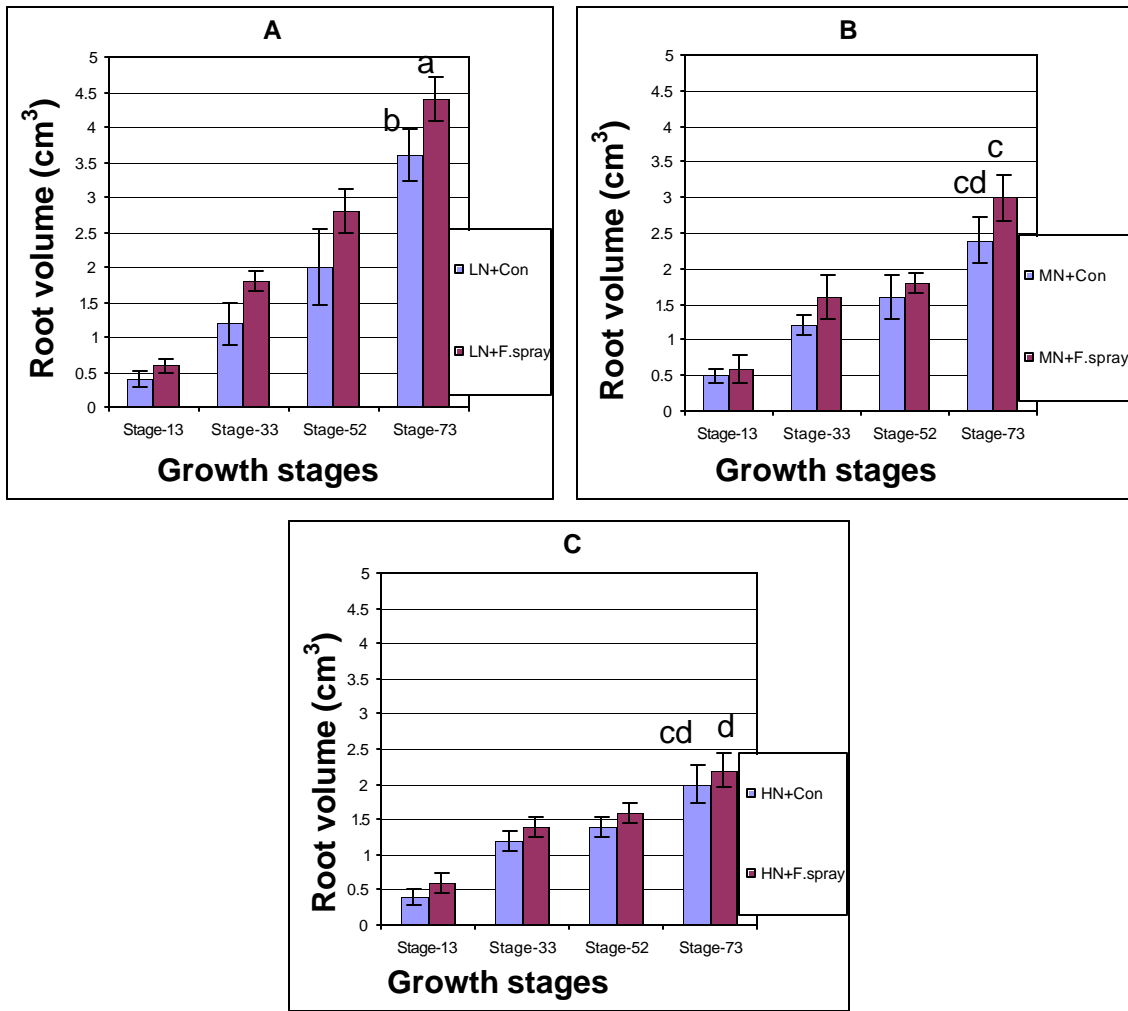 A
Root volume (cm³)
5
4.5
4
3.5
3
2.5
2
1.5
1
0.5
0
a
b
Stage-13 Stage-33 Stage-52 Stage-73
Growth stages
LN+Con
LN+F.spray
B
Root volume (cm³)
5
4.5
4
3.5
3
2.5
2
1.5
1
0.5
0
c
cd
Stage-13 Stage-33 Stage-52 Stage-73
Growth stages
MN+Con
MN+F.spray
C
Root volume (cm³)
5
4.5
4
3.5
3
2.5
2
1.5
1
0.5
0
cd d
Stage-13 Stage-33 Stage-52 Stage-73
Growth stages
HN+Con
HN+F.spray